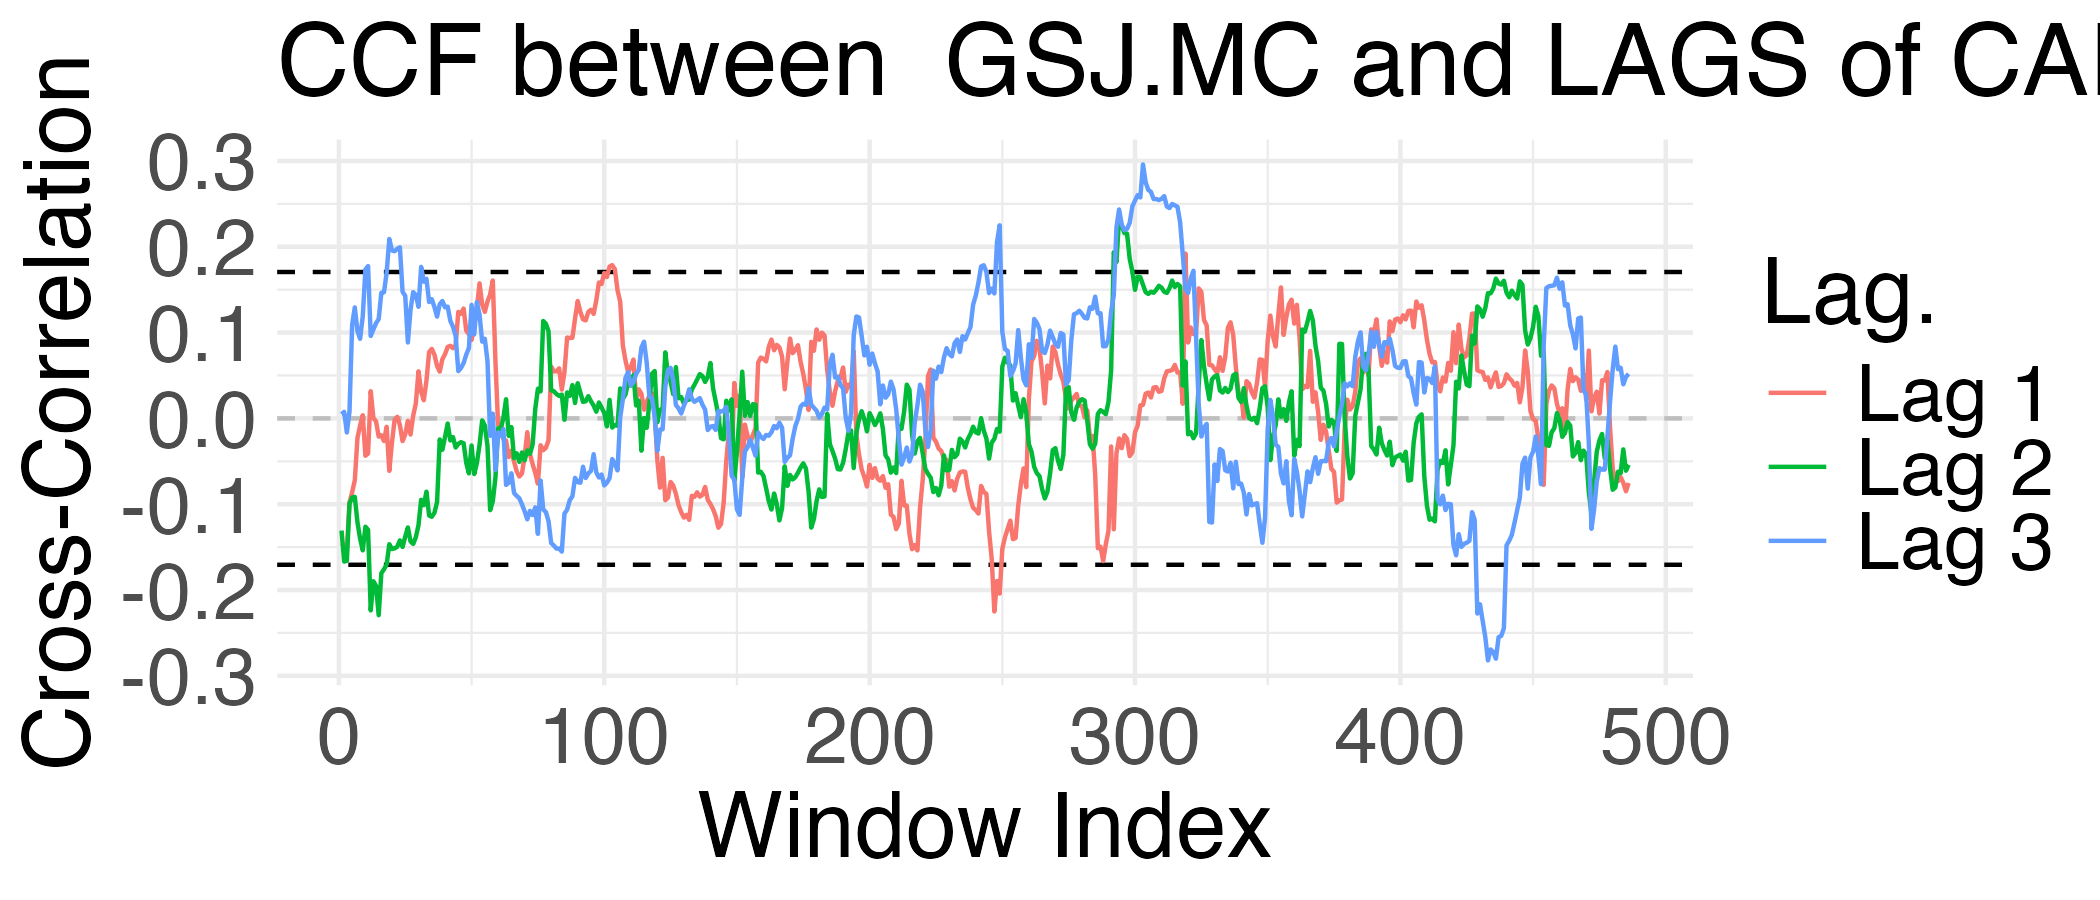 CCF between  GSJ.MC and LAGS of
Cross-Correlation
0.3
0.2
0.1
0.0
-0.1
-0.2
-0.3
0 100 200 300 400 500
Window Index
Lag.
Lag 1
Lag 2
Lag 3